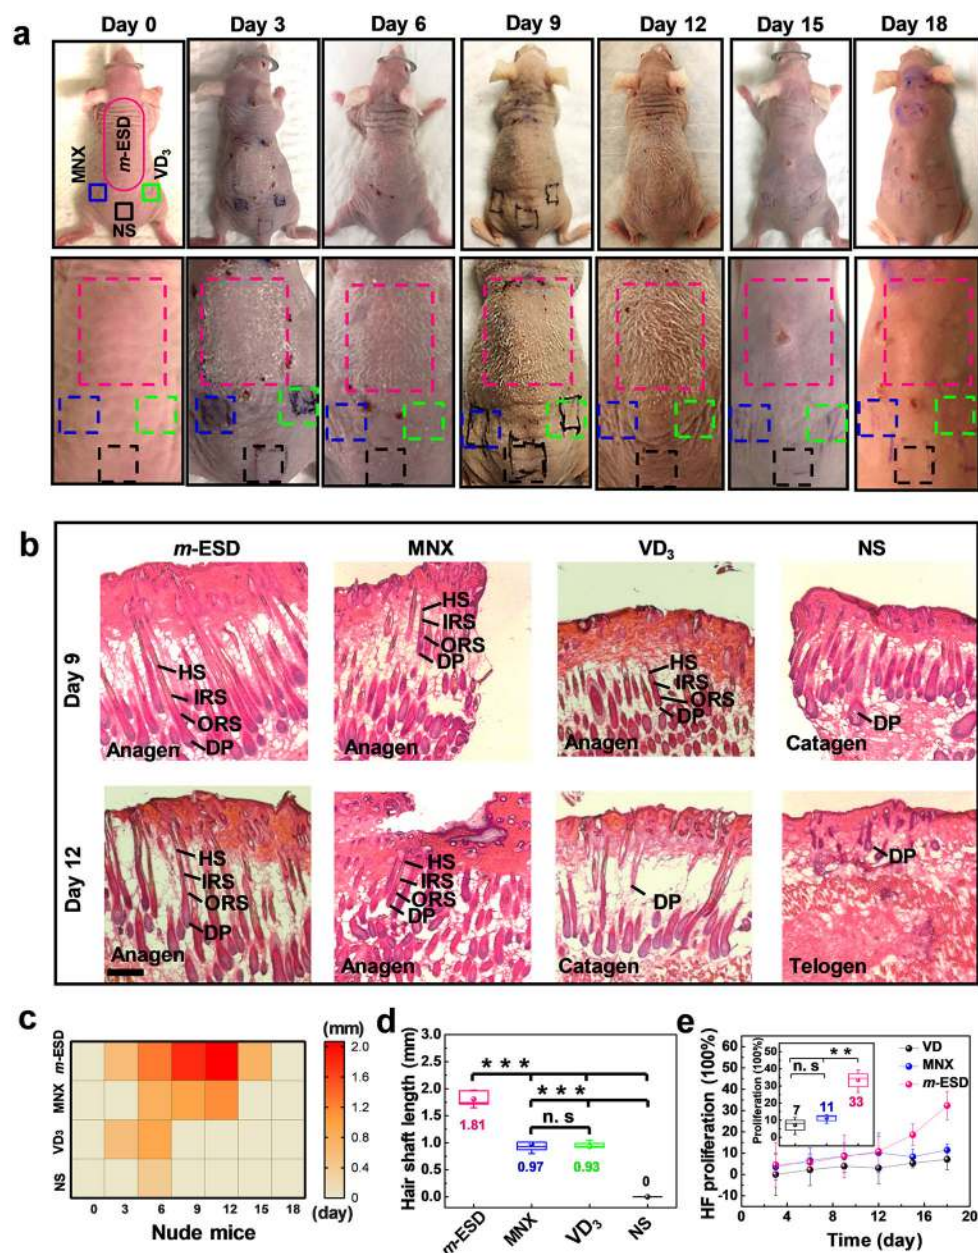 a
Day 0 Day 3 Day 6 Day 9 Day 12 Day 15 Day 18
m-ESD
MNX
VD3
NS
b
m-ESD MNX VD3 NS
Day 9
HS
IRS
ORS
DP
Anagen
HS
IRS
ORS
DP
Anagen
HS
IRS
ORS
DP
Anagen
DP
Catagen
Day 12
HS
IRS
ORS
DP
Anagen
HS
IRS
ORS
DP
Anagen
DP
Catagen
DP
Telogen
c
m-ESD
MNX
VD3
NS
0 3 6 9 12 15 18
(day)
Nude mice
(mm)
2.0
1.6
1.2
0.8
0.4
0
d
Hair shaft length (mm)
3.0
2.5
2.0
1.5
1.0
0.5
0.0
* * *
* * *
n. s
1.81
0.97
0.93
0
m-ESD MNX VD3 NS
e
HF proliferation (100%)
60
50
40
30
20
10
0
-10
0 4 8 12 16 20
Time (day)
VD
MNX
m-ESD
Proliferation (100%)
60
50
40
30
20
10
0
* *
n. s
7
11
33